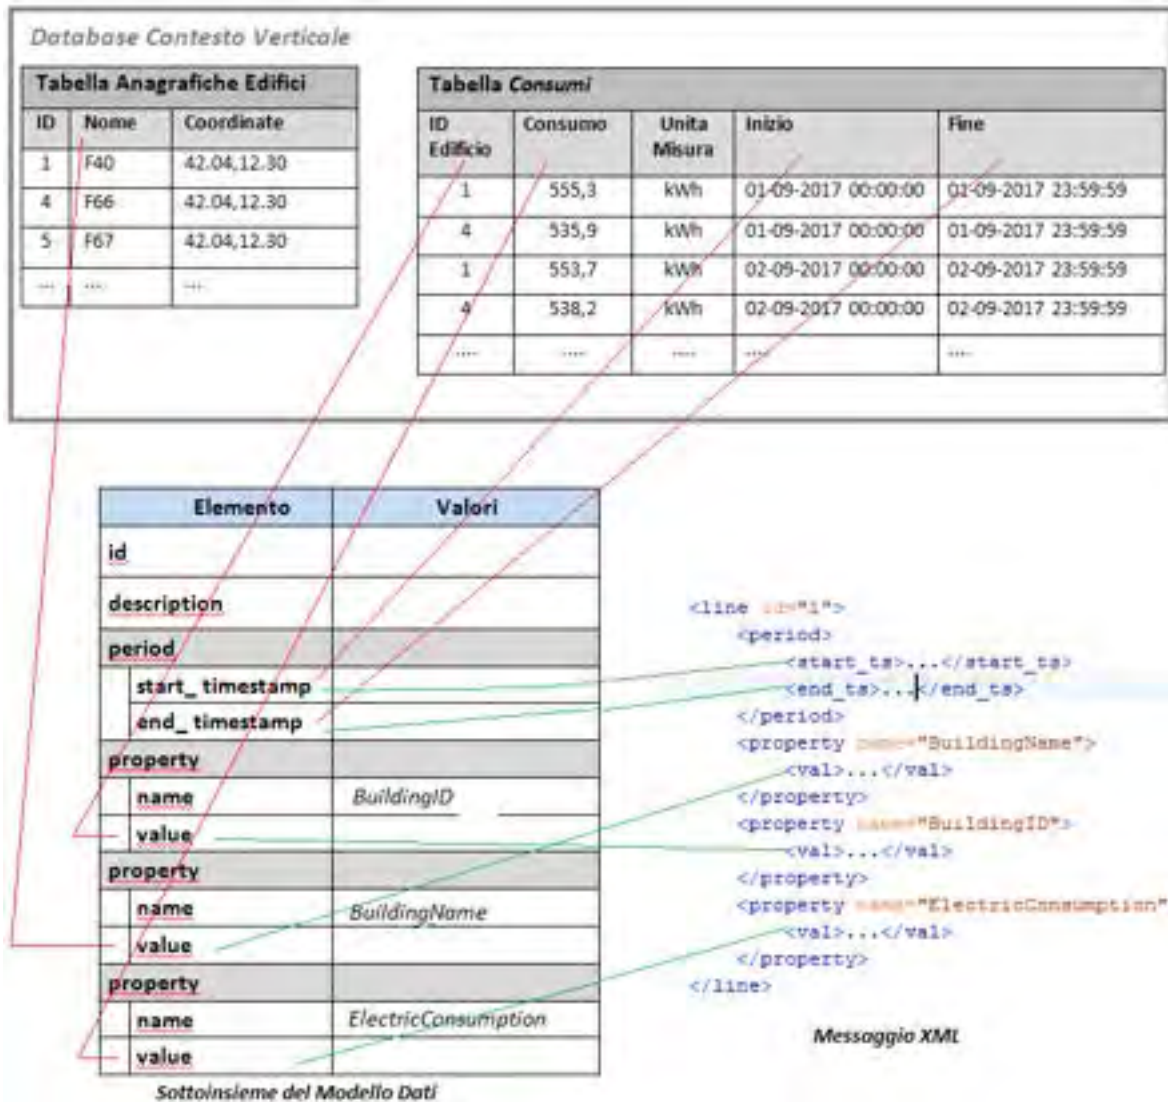 Database Contesto Verticale
Tabella Anagrafiche Edifici
ID Nome Coordinate
1 F40 42.04,12.30
4 F66 42.04,12.30
5 F67 42.04,12.30
... ... ...
Tabella Consumi
ID Edificio Consumo Unita Misura Inizio Fine
1 555,3 kWh 01-09-2017 00:00:00 01-09-2017 23:59:59
4 535,9 kWh 01-09-2017 00:00:00 01-09-2017 23:59:59
1 553,7 kWh 02-09-2017 00:00:00 02-09-2017 23:59:59
4 538,2 kWh 02-09-2017 00:00:00 02-09-2017 23:59:59
.... .... .... .... ....
Elemento Valori
id
description
period
start_ timestamp
end_ timestamp
property
name BuildingID
value
property
name BuildingName
value
property
name ElectricConsumption
value
Sottoinsieme del Modello Dati
<line id="1">
<period>
<start_ts>...</start_ts>
<end_ts>...</end_ts>
</period>
<property name="BuildingName">
<val>...</val>
</property>
<property name="BuildingID">
<val>...</val>
</property>
<property name="ElectricConsumption"
<val>...</val>
</property>
</line>
Messaggio XML